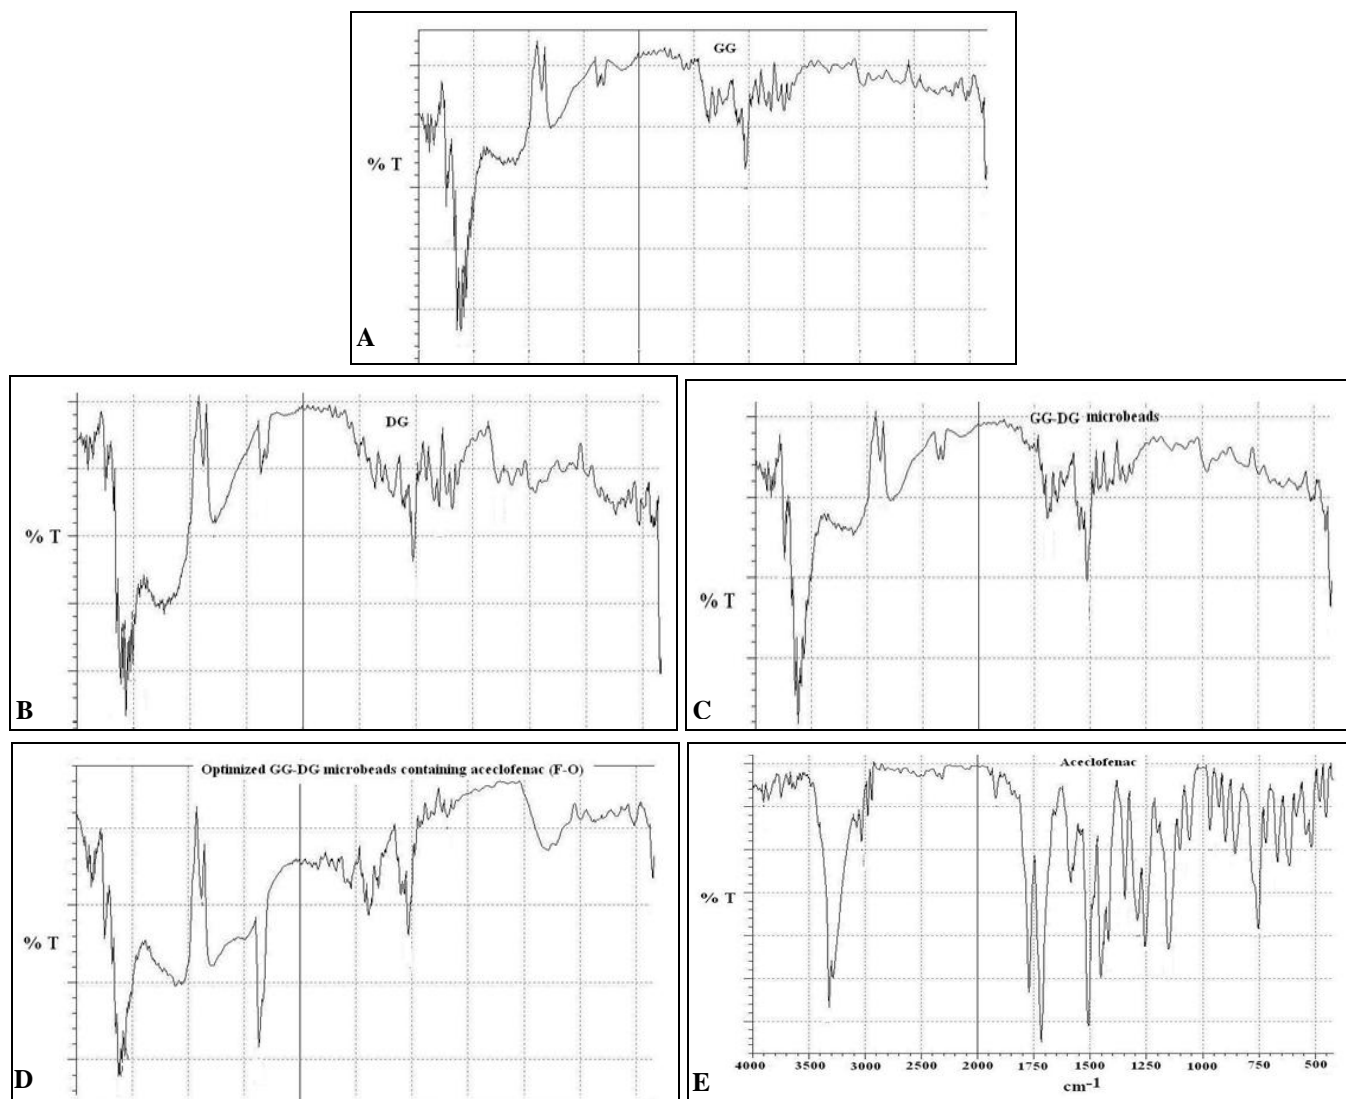 GG
% T
A
DG
% T
B
GG-DG microbeads
% T
C
Optimized GG-DG microbeads containing aceclofenac (F-O)
% T
D
Aceclofenac
% T
E
4000 3000 3500 2500 2000 1750 1500 1250 1000 750 500
cm-1